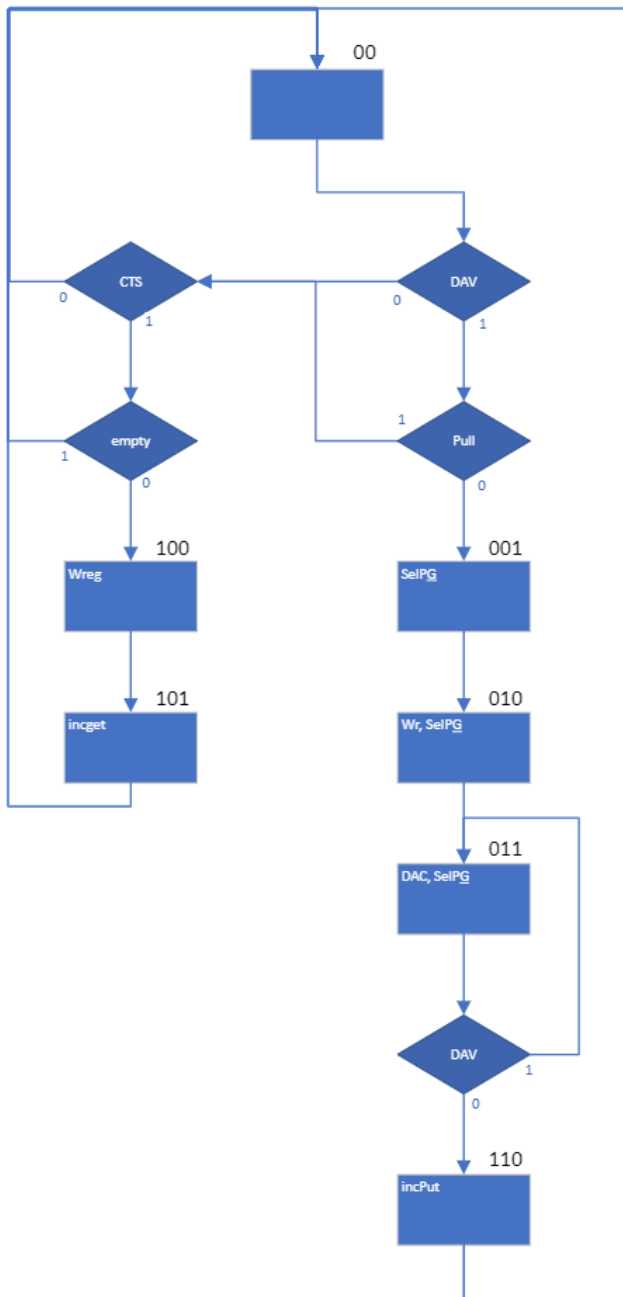 00
CTS
DAV
0
1
0
1
empty
Pull
1
0
1
0
100
001
Wreg
SelPG
101
010
incget
Wr, SelPG
011
DAC, SelPG
DAV
1
0
110
incPut